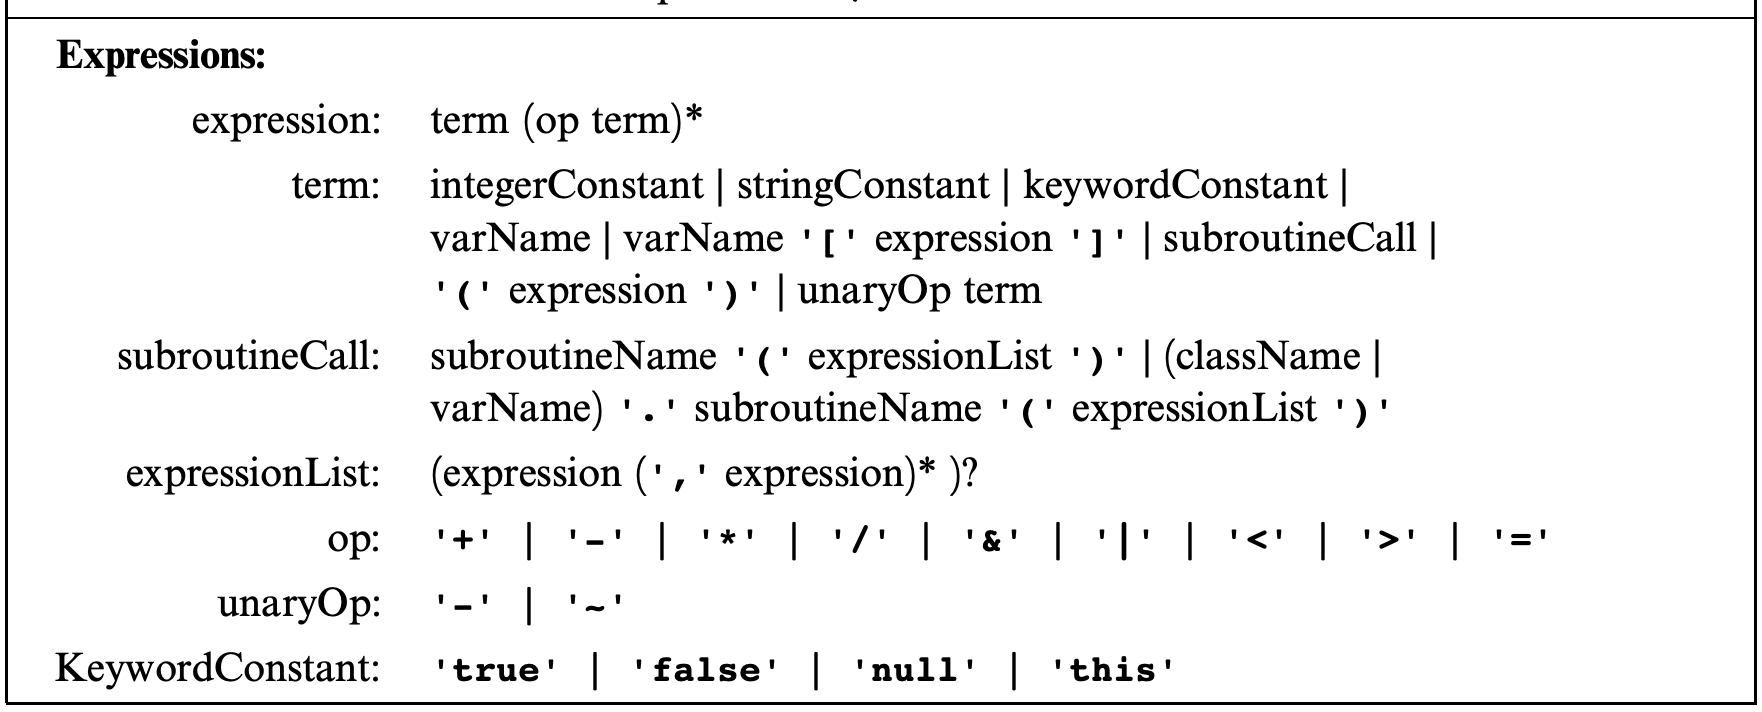 Expressions:
expression: term (op term)*
term: integerConstant | stringConstant | keywordConstant |
varName | varName '[' expression ']' | subroutineCall |
'(' expression ')' | unaryOp term
subroutineCall: subroutineName '(' expressionList ')' | (className |
varName) '.' subroutineName '(' expressionList ')'
expressionList: (expression (',' expression)* )?
op: '+' | '-' | '*' | '/' | '&' | '|' | '<' | '>' | '='
unaryOp: '-' | '~'
KeywordConstant: 'true' | 'false' | 'null' | 'this'